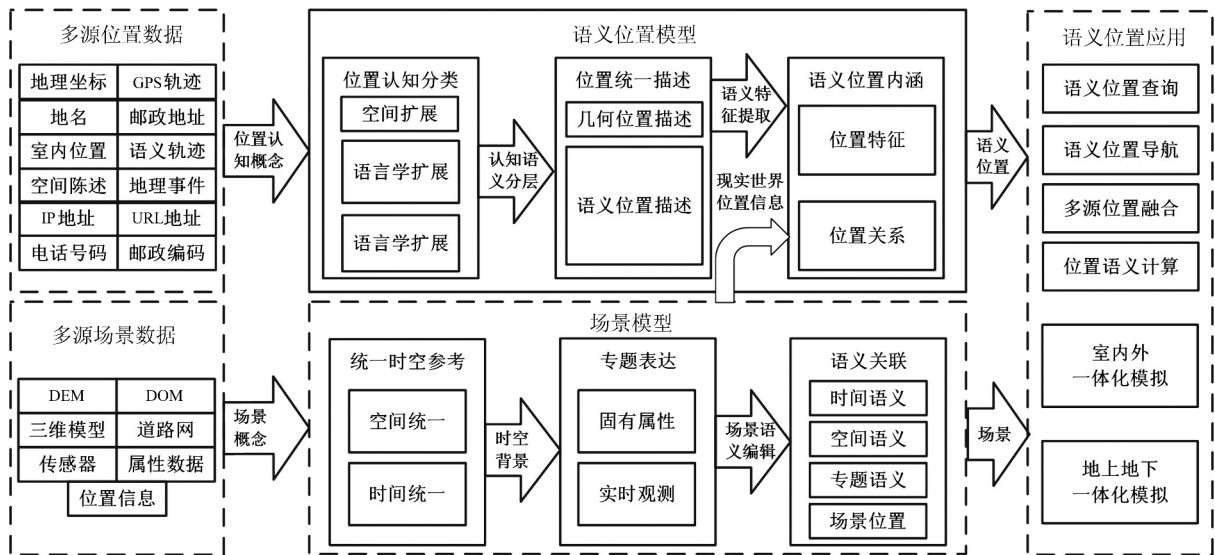 多源位置数据
地理坐标 GPS轨迹
地名 邮政地址
室内位置 语义轨迹
空间陈述 地理事件
IP地址 URL地址
电话号码 邮政编码
位置认
知概念
语义位置模型
位置认知分类
空间扩展
语言学扩展
语言学扩展
认知语
义分层
位置统一描述
几何位置描述
语义位置描述
语义特
征提取
现实世界
位置信息
语义位置内涵
位置特征
位置关系
语义
位置
语义位置应用
语义位置查询
语义位置导航
多源位置融合
位置语义计算
室内外
一体化模拟
地上地下
一体化模拟
多源场景数据
DEM DOM
三维模型 道路网
传感器 属性数据
位置信息
场景
概念
场景模型
统一时空参考
空间统一
时间统一
时空
背景
专题表达
固有属性
实时观测
场景语
义编辑
语义关联
时间语义
空间语义
专题语义
场景位置
场景